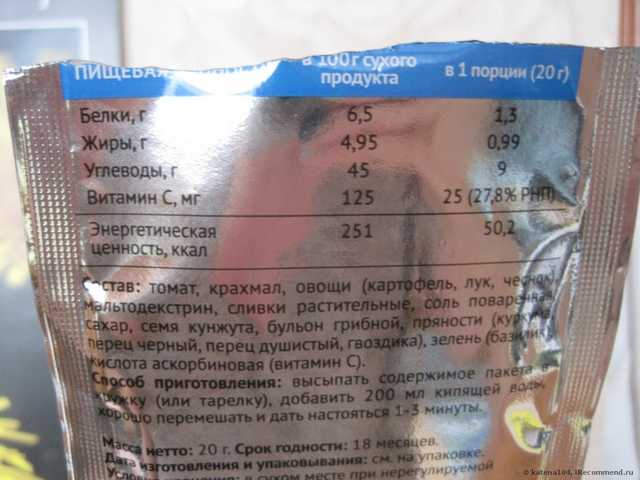 ПИЩЕВАЯ в 100г сухого продукта в 1 порции (20 г)
Белки, г 6,5 1,3
Жиры, г 4,95 0,99
Углеводы, г 45 9
Витамин С, мг 125 25 (27,8% РНП)
Энергетическая ценность, ккал 251 50,2
Состав: томат, крахмал, овощи (картофель, лук, чеснок),
мальтодекстрин, сливки растительные, соль поваренная,
сахар, семя кунжута, бульон грибной, пряности (куркума,
перец черный, перец душистый, гвоздика), зелень (базилик),
кислота аскорбиновая (витамин С).
Способ приготовления: высыпать содержимое пакета в
кружку (или тарелку), добавить 200 мл кипящей воды,
хорошо перемешать и дать настояться 1-3 минуты.
Масса нетто: 20 г. Срок годности: 18 месяцев.
Дата изготовления и упаковывания: см. на упаковке.
Условия хранения: в сухом месте при нерегулируемой
© katena104, iRecommend.ru